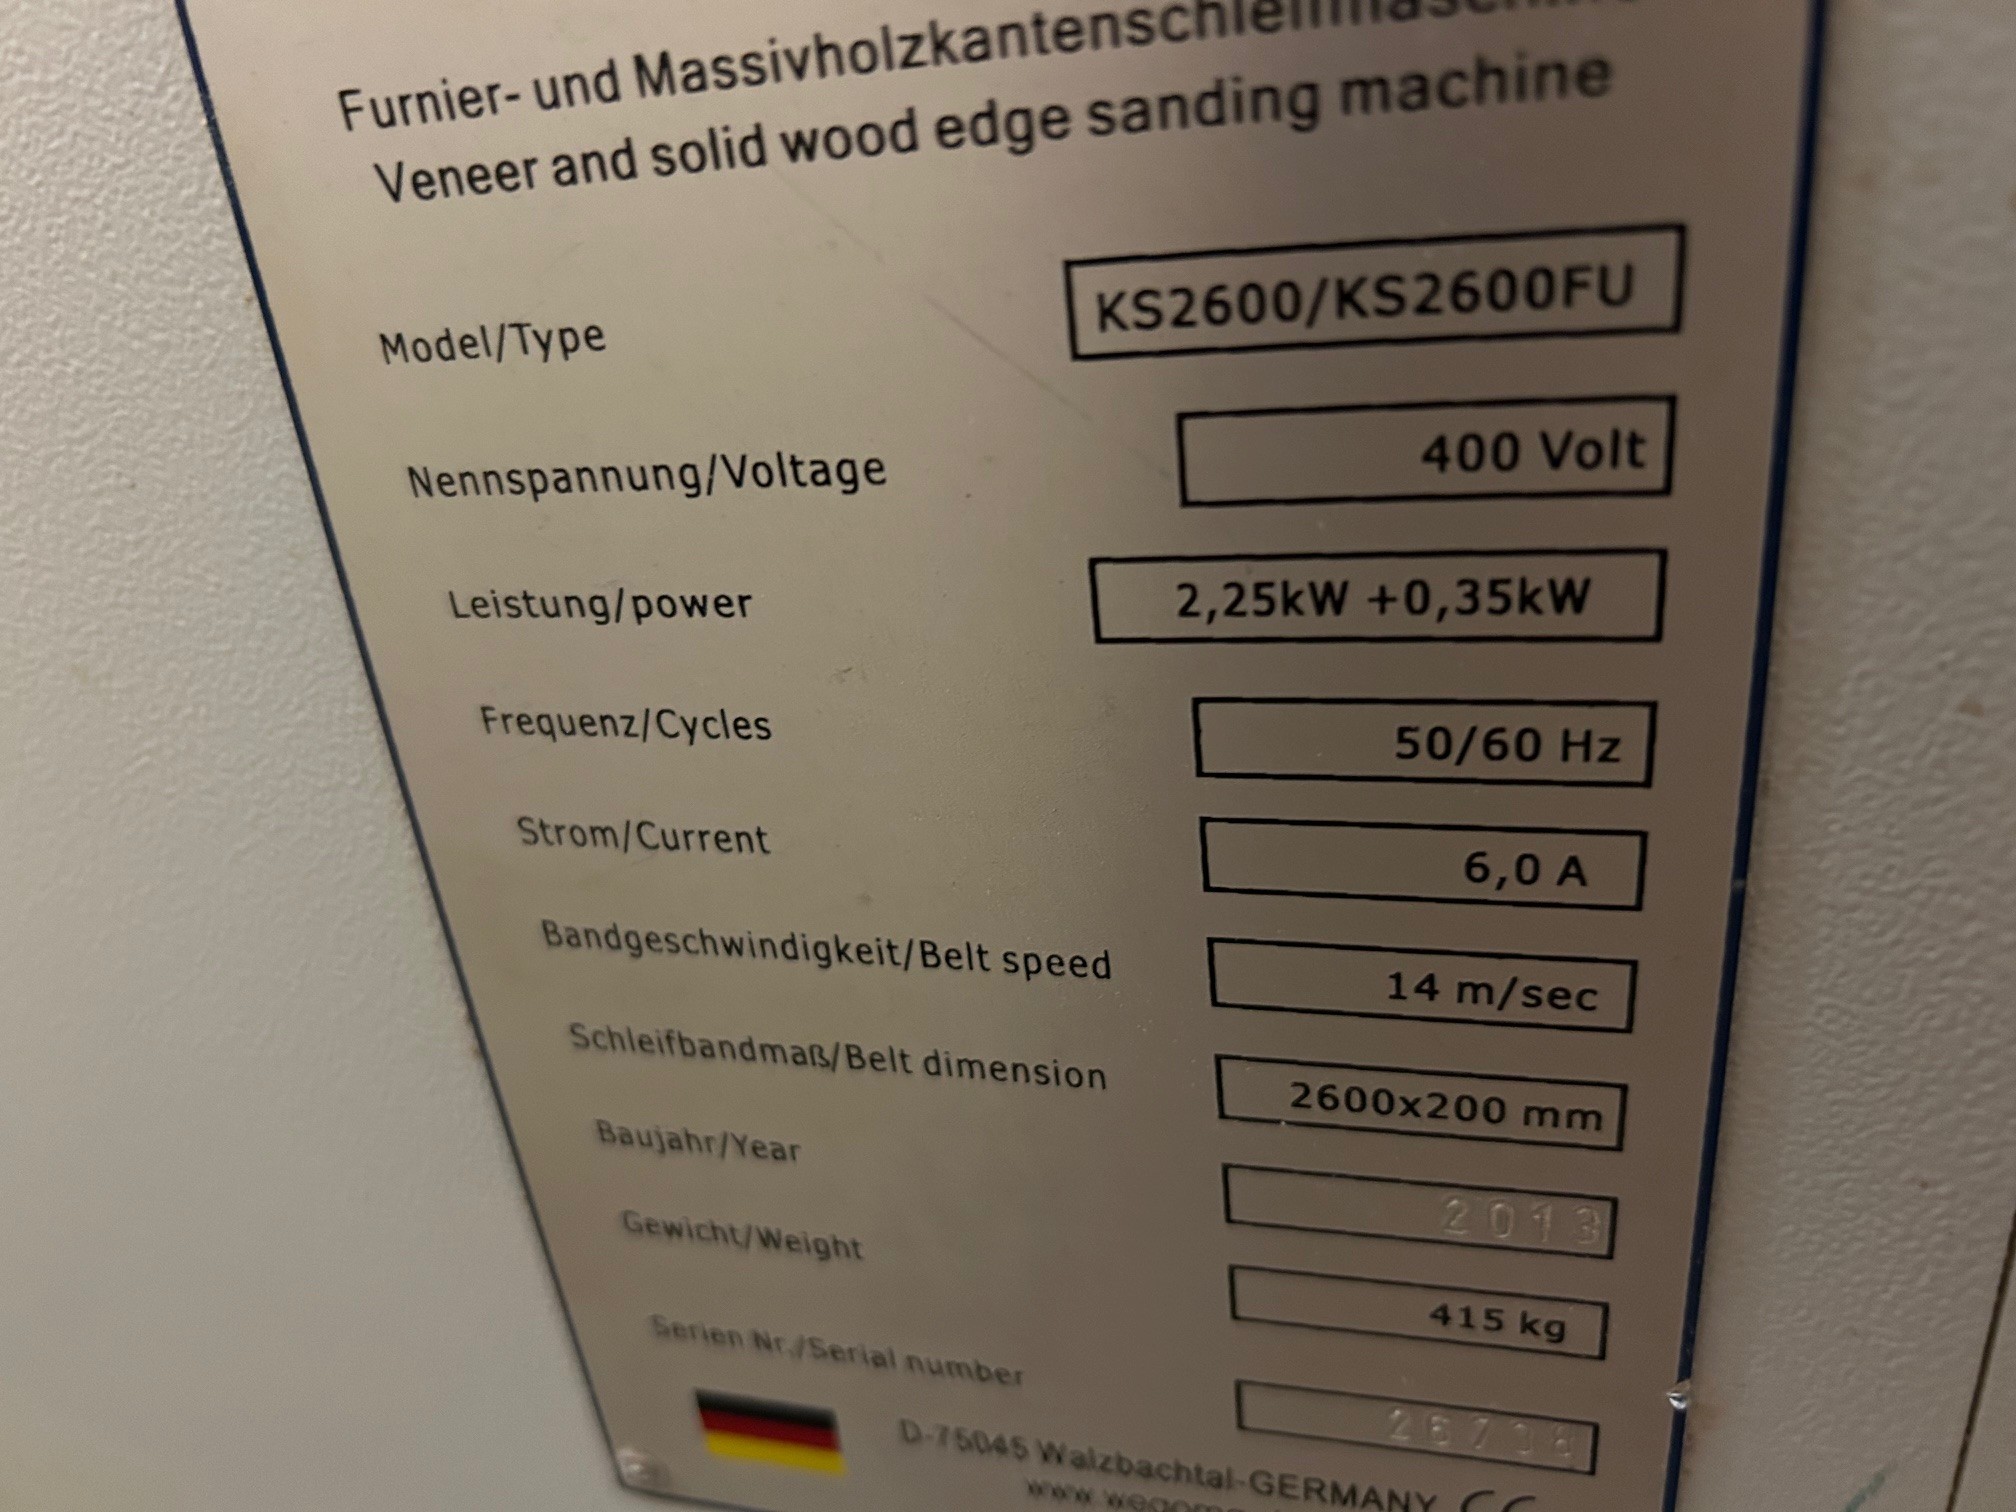 Furnier- und Massivholzkantenschleifmaschine
Veneer and solid wood edge sanding machine
Model/Type KS2600/KS2600FU
Nennspannung/Voltage 400 Volt
Leistung/power 2,25kW +0,35kW
Frequenz/Cycles 50/60 Hz
Strom/Current 6,0 A
Bandgeschwindigkeit/Belt speed 14 m/sec
Schleifbandmaß/Belt dimension 2600x200 mm
Baujahr/Year 2013
Gewicht/Weight 415 kg
Serien Nr./Serial number
D-75045 Walzbachtal-GERMANY CE